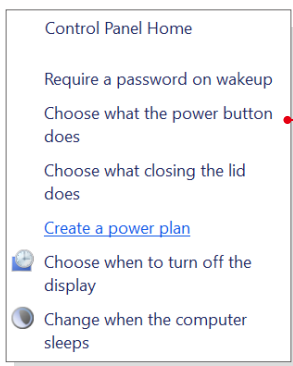 Control Panel Home
Require a password on wakeup
Choose what the power button
does
Choose what closing the lid
does
Create a power plan
Choose when to turn off the
display
Change when the computer
sleeps